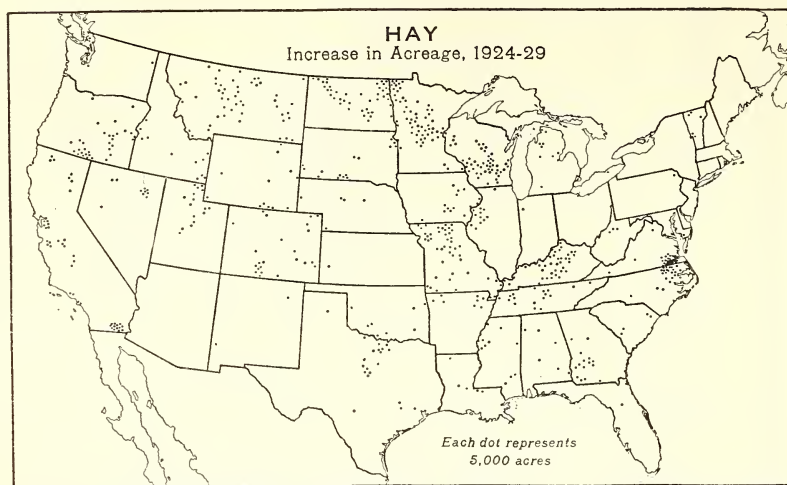 HAY
Increase in Acreage, 1924-29
Each dot represents
5,000 acres